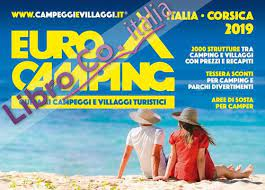 WWW.CAMPEGGIEVILLAGGI.IT
ITALIA • CORSICA
2019
EURO
CAMPING
CAMPEGGI E VILLAGGI TURISTICI
2000 STRUTTURE TRA
CAMPING E VILLAGGI
CON PREZZI E RECAPITI
TESSERA SCONTI
PER CAMPING E
PARCHI DIVERTIMENTI
AREE DI SOSTA
PER CAMPER
Libro Co. Italia